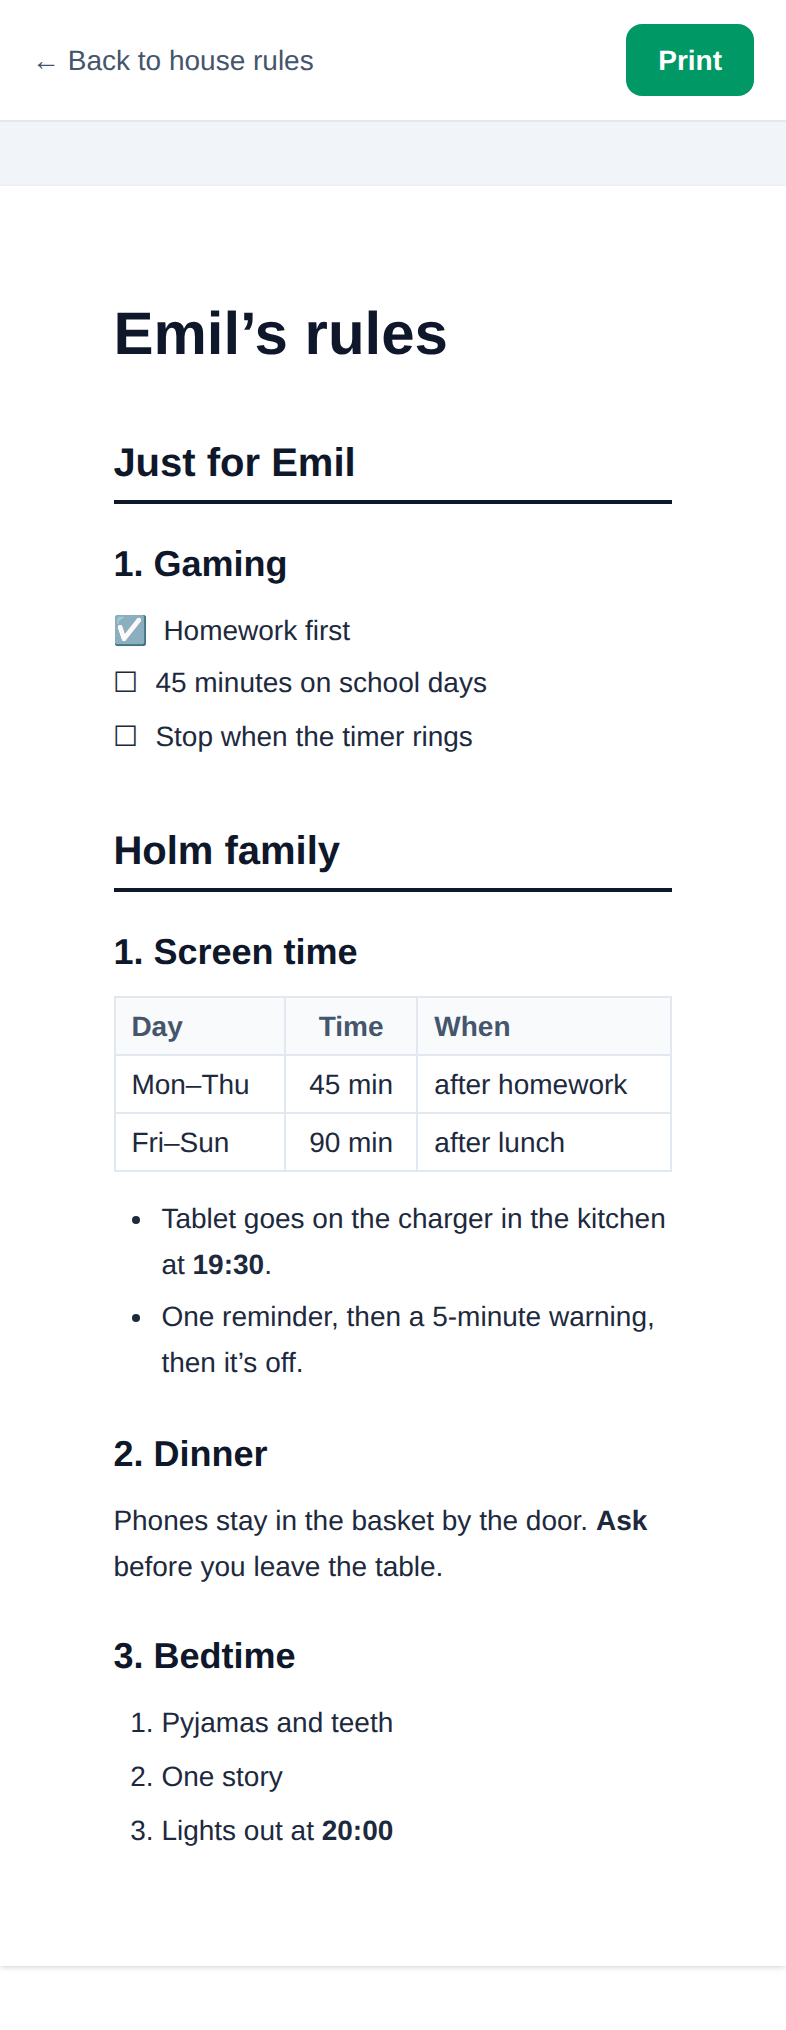 ← Back to house rules
Print
Emil’s rules
Just for Emil
1. Gaming
☑ Homework first
☐ 45 minutes on school days
☐ Stop when the timer rings
Holm family
1. Screen time
Day Time When
Mon–Thu 45 min after homework
Fri–Sun 90 min after lunch
• Tablet goes on the charger in the kitchen
at 19:30.
• One reminder, then a 5-minute warning,
then it’s off.
2. Dinner
Phones stay in the basket by the door. Ask
before you leave the table.
3. Bedtime
1. Pyjamas and teeth
2. One story
3. Lights out at 20:00